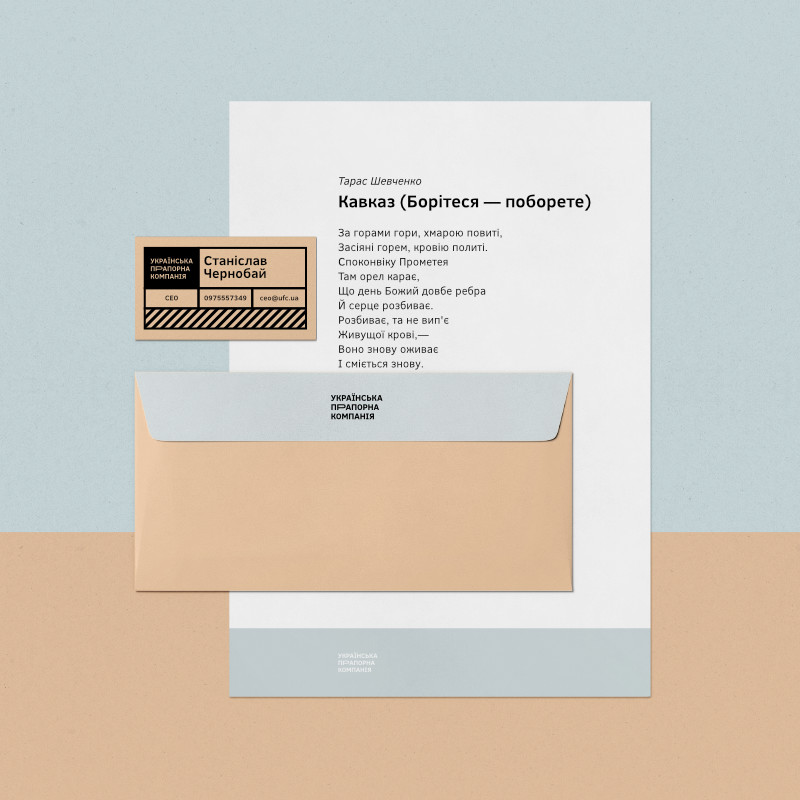 Тарас Шевченко
Кавказ (Борітеся — поборете)
За горами гори, хмарою повиті,
Засіяні горем, кровію политі.
Споконвіку Прометея
Там орел карає,
Що день Божий довбе ребра
Й серце розбиває.
Розбиває, та не вип'є
Живущої крові,—
Воно знову оживає
І сміється знову.
УКРАЇНСЬКА
ПРАПОРНА
КОМПАНІЯ
Станіслав
Чернобай
CEO
0975557349
ceo@ufc.ua
УКРАЇНСЬКА
ПРАПОРНА
КОМПАНІЯ
УКРАЇНСЬКА
ПРАПОРНА
КОМПАНІЯ